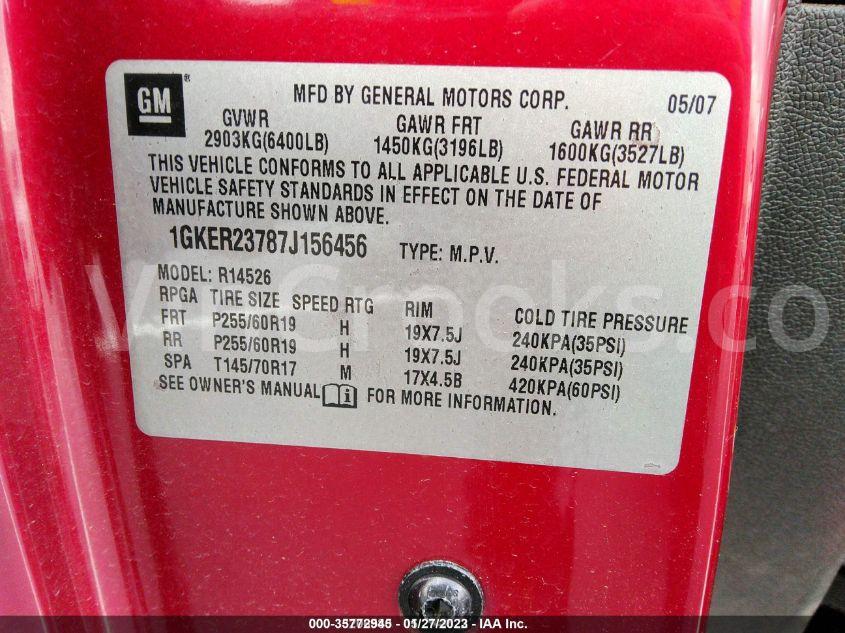 GM ® MFD BY GENERAL MOTORS CORP. 05/07
GVWR GAWR FRT GAWR RR
2903KG(6400LB) 1450KG(3196LB) 1600KG(3527LB)
THIS VEHICLE CONFORMS TO ALL APPLICABLE U.S. FEDERAL MOTOR
VEHICLE SAFETY STANDARDS IN EFFECT ON THE DATE OF
MANUFACTURE SHOWN ABOVE.
1GKER23787J156456 TYPE: M.P.V.
MODEL: R14526
RPGA TIRE SIZE SPEED RTG RIM COLD TIRE PRESSURE
FRT P255/60R19 H 19X7.5J 240KPA(35PSI)
RR P255/60R19 H 19X7.5J 240KPA(35PSI)
SPA T145/70R17 M 17X4.5B 420KPA(60PSI)
SEE OWNER'S MANUAL FOR MORE INFORMATION.
000-35772945 - 01/27/2023 - IAA Inc.